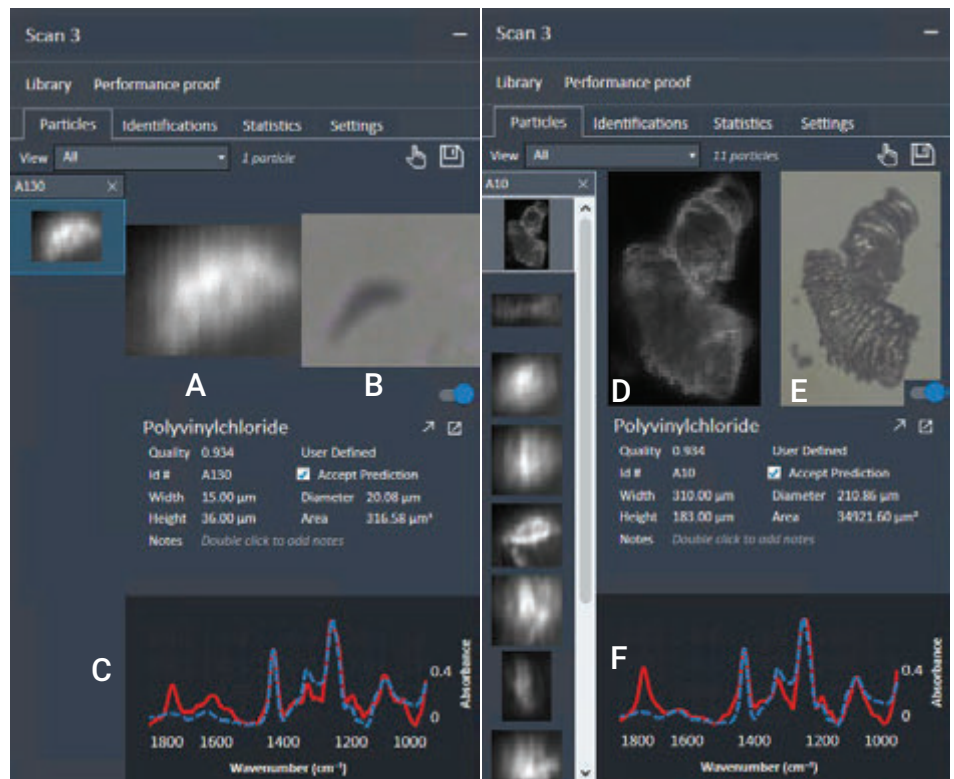 Scan 3
Library Performance proof
Particles Identifications Statistics Settings
View All 1 particle
A130
A
B
Polyvinylchloride
Quality 0.934 User Defined
Id # A130 Accept Prediction
Width 15.00 µm Diameter 20.08 µm
Height 36.00 µm Area 316.58 µm²
Notes Double click to add notes
C
0.4
0
Absorbance
1800 1600 1400 1200 1000
Wavenumber (cm⁻¹)
Scan 3
Library Performance proof
Particles Identifications Statistics Settings
View All 11 particles
A10
D
E
Polyvinylchloride
Quality 0.934 User Defined
Id # A10 Accept Prediction
Width 310.00 µm Diameter 210.86 µm
Height 183.00 µm Area 34921.60 µm²
Notes Double click to add notes
F
0.4
0
Absorbance
1800 1600 1400 1200 1000
Wavenumber (cm⁻¹)